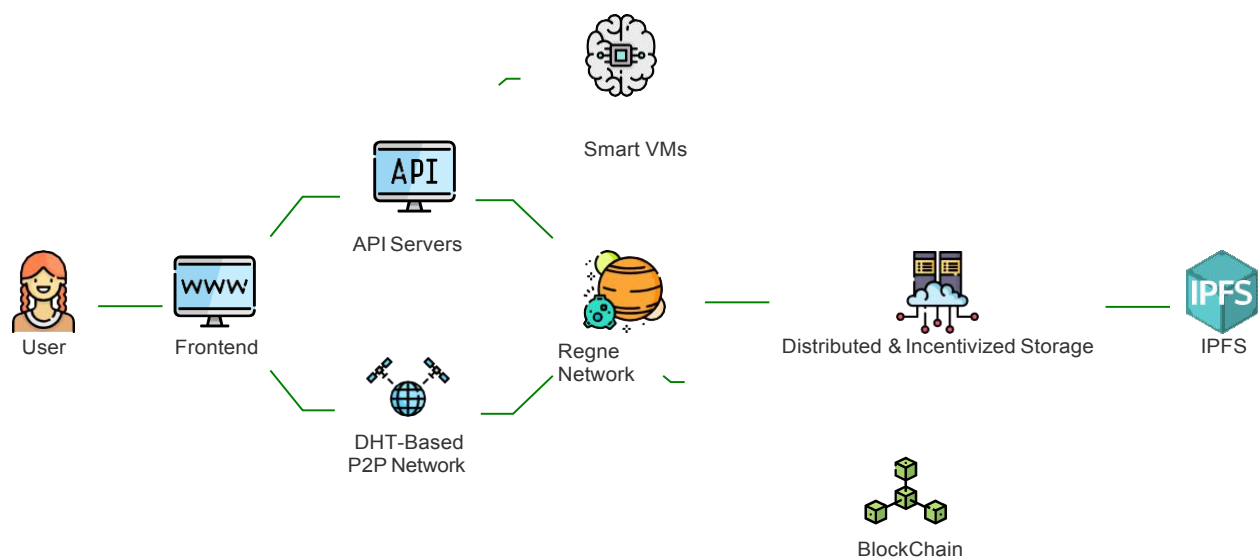 Smart VMs
API
API Servers
www
User
Frontend
Regne
Network
Distributed & Incentivized Storage
IPFS
IPFS
DHT-Based
P2P Network
BlockChain